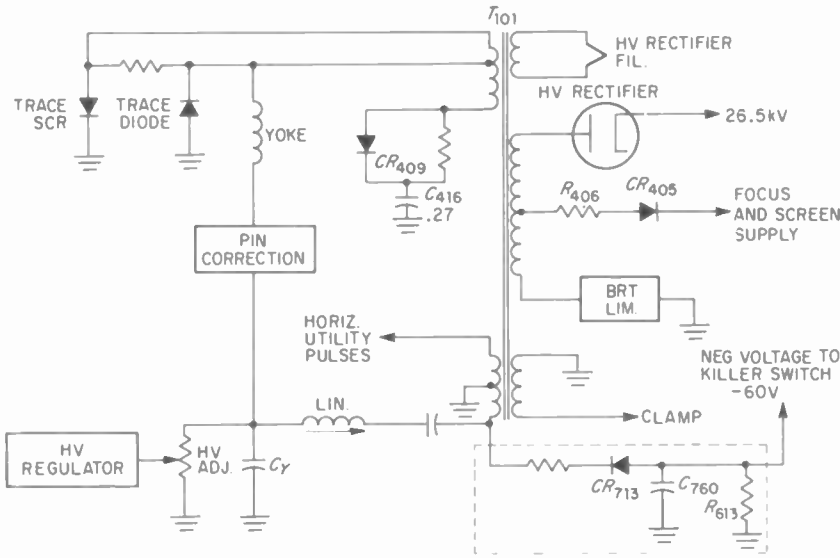 T101
HV RECTIFIER
FIL.
HV RECTIFIER
26.5kV
TRACE
SCR
TRACE
DIODE
YOKE
CR409
C416
.27
R406
CR405
FOCUS
AND SCREEN
SUPPLY
PIN
CORRECTION
BRT
LIM.
HORIZ.
UTILITY
PULSES
NEG VOLTAGE TO
KILLER SWITCH
-60V
LIN.
CLAMP
HV
REGULATOR
HV
ADJ.
CY
CR713
C760
R613